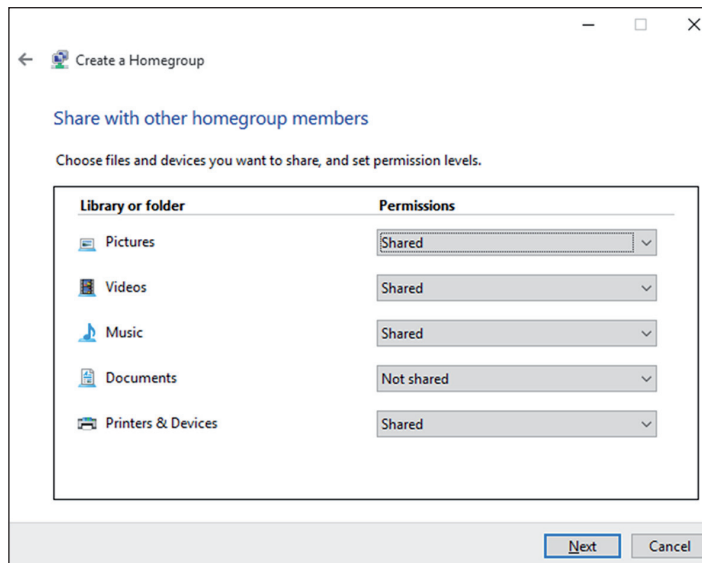 Create a Homegroup
Share with other homegroup members
Choose files and devices you want to share, and set permission levels.
Library or folder Permissions
Pictures Shared
Videos Shared
Music Shared
Documents Not shared
Printers & Devices Shared
Next Cancel